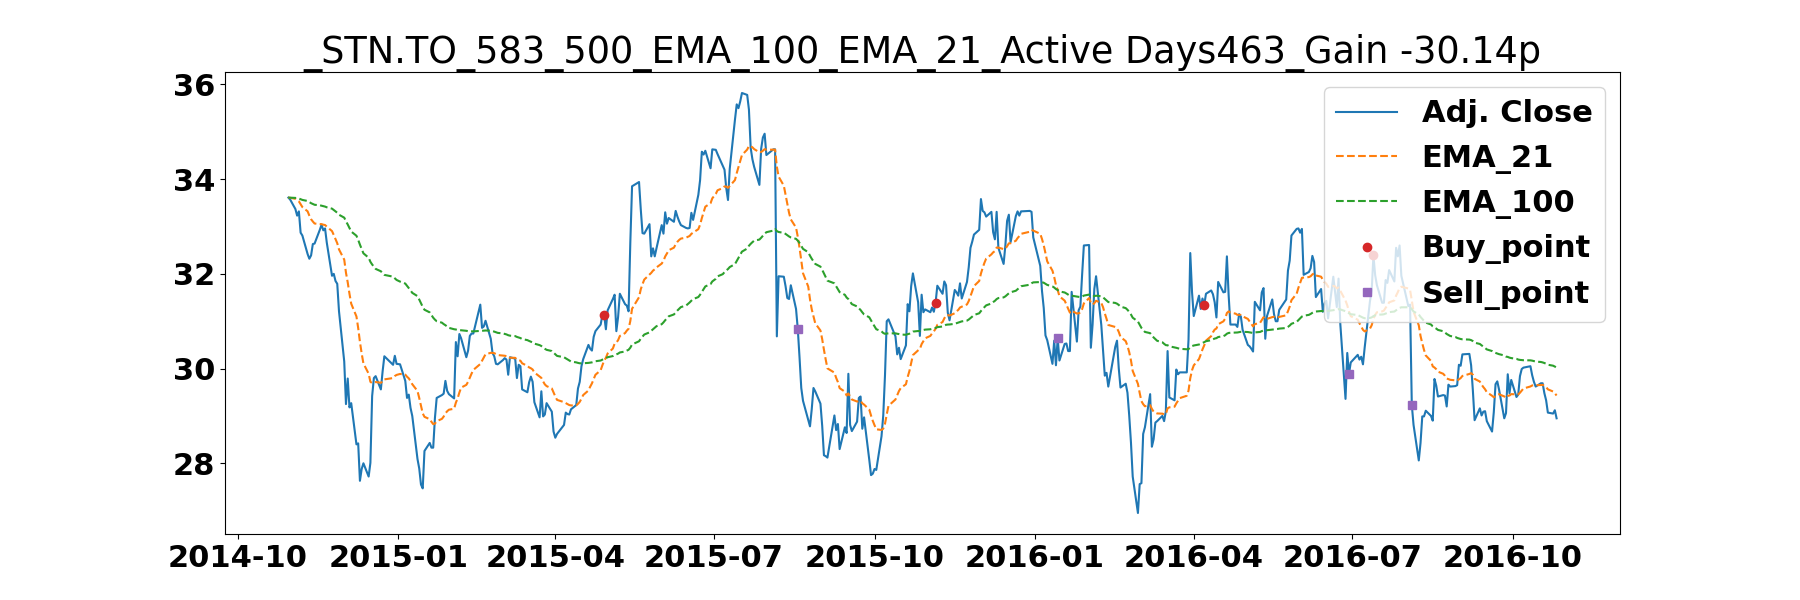 _STN.TO_583_500_EMA_100_EMA_21_Active Days463_Gain -30.14p
36
34
32
30
28
Adj. Close
EMA_21
EMA_100
Buy_point
Sell_point
2014-10 2015-01 2015-04 2015-07 2015-10 2016-01 2016-04 2016-07 2016-10